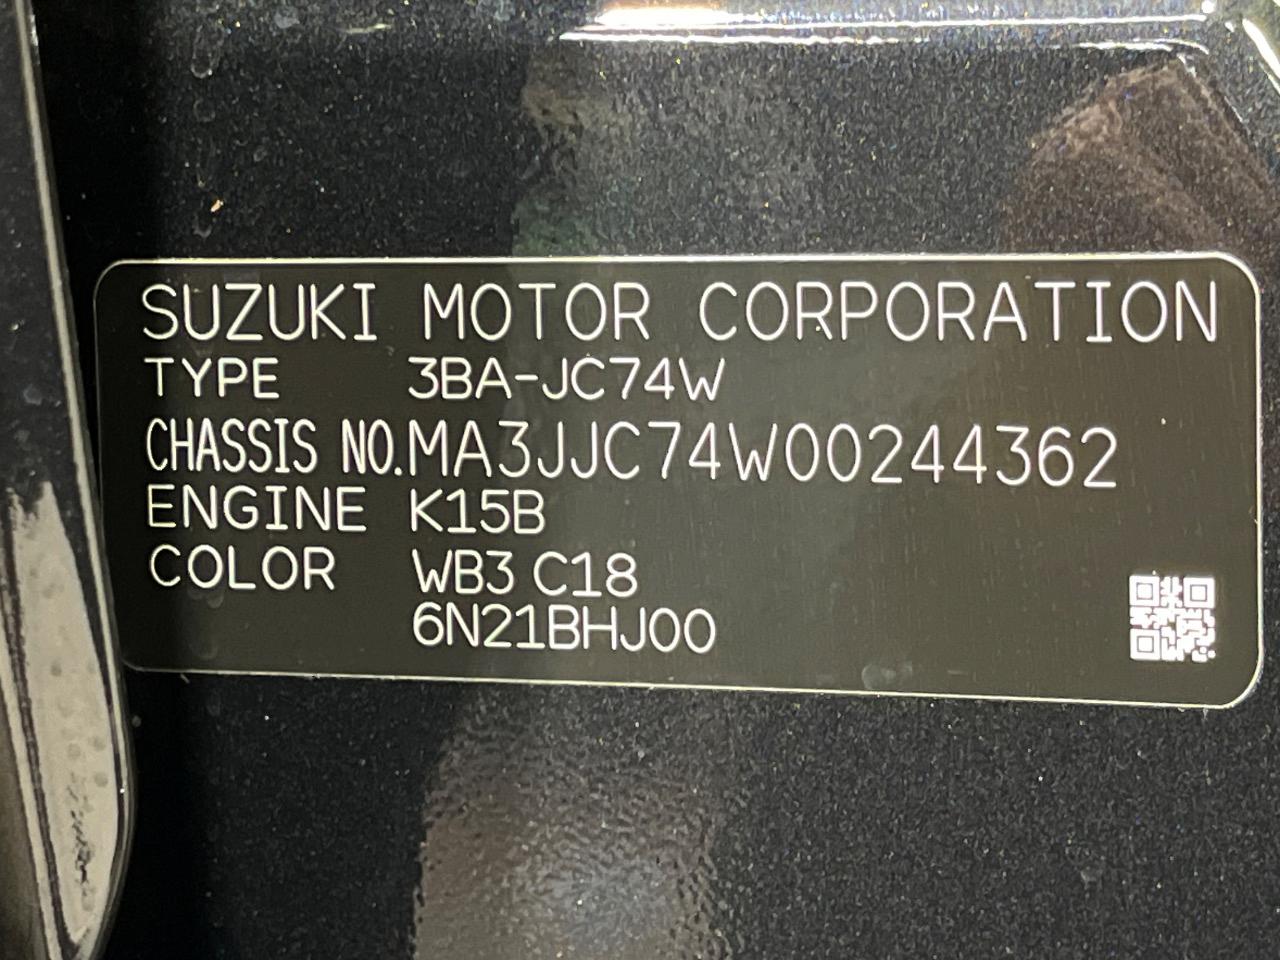 SUZUKI MOTOR CORPORATION
TYPE 3BA-JC74W
CHASSIS NO. MA3JJC74W00244362
ENGINE K15B
COLOR WB3 C18
6N21BHJ00